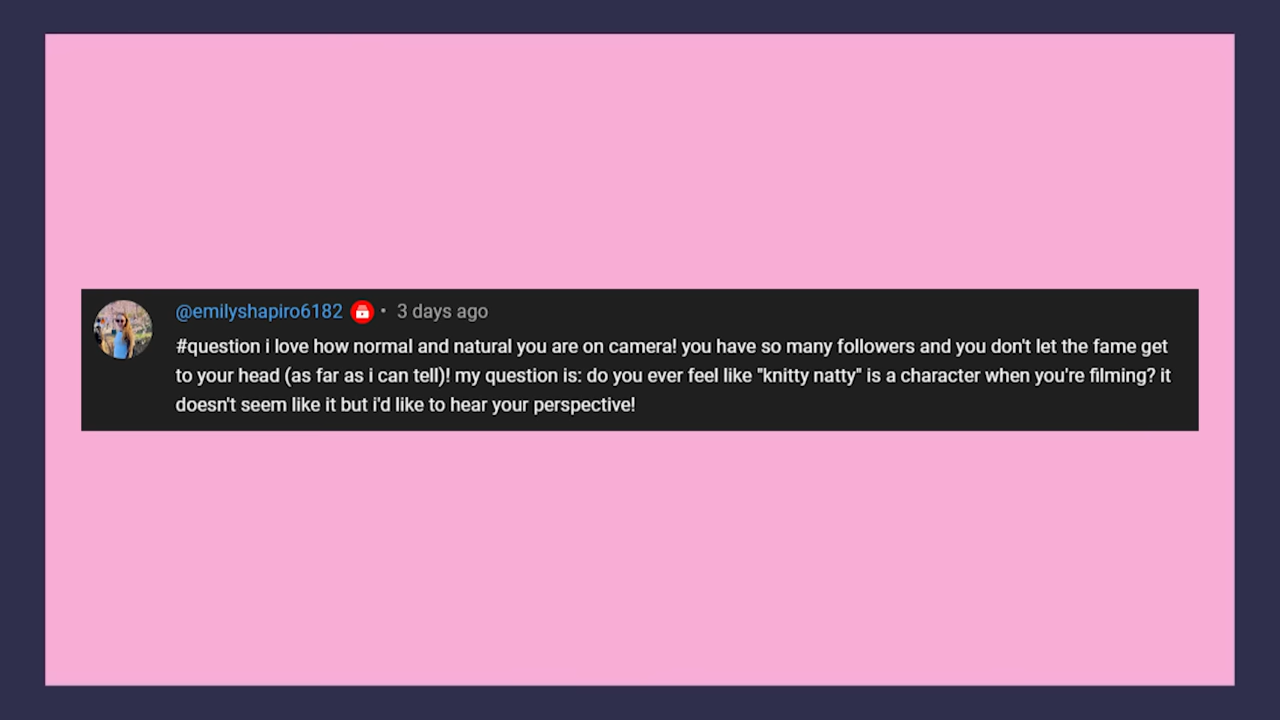 @emilyshapiro6182 • 3 days ago
#question i love how normal and natural you are on camera! you have so many followers and you don't let the fame get
to your head (as far as i can tell)! my question is: do you ever feel like "knitty natty" is a character when you're filming? it
doesn't seem like it but i'd like to hear your perspective!